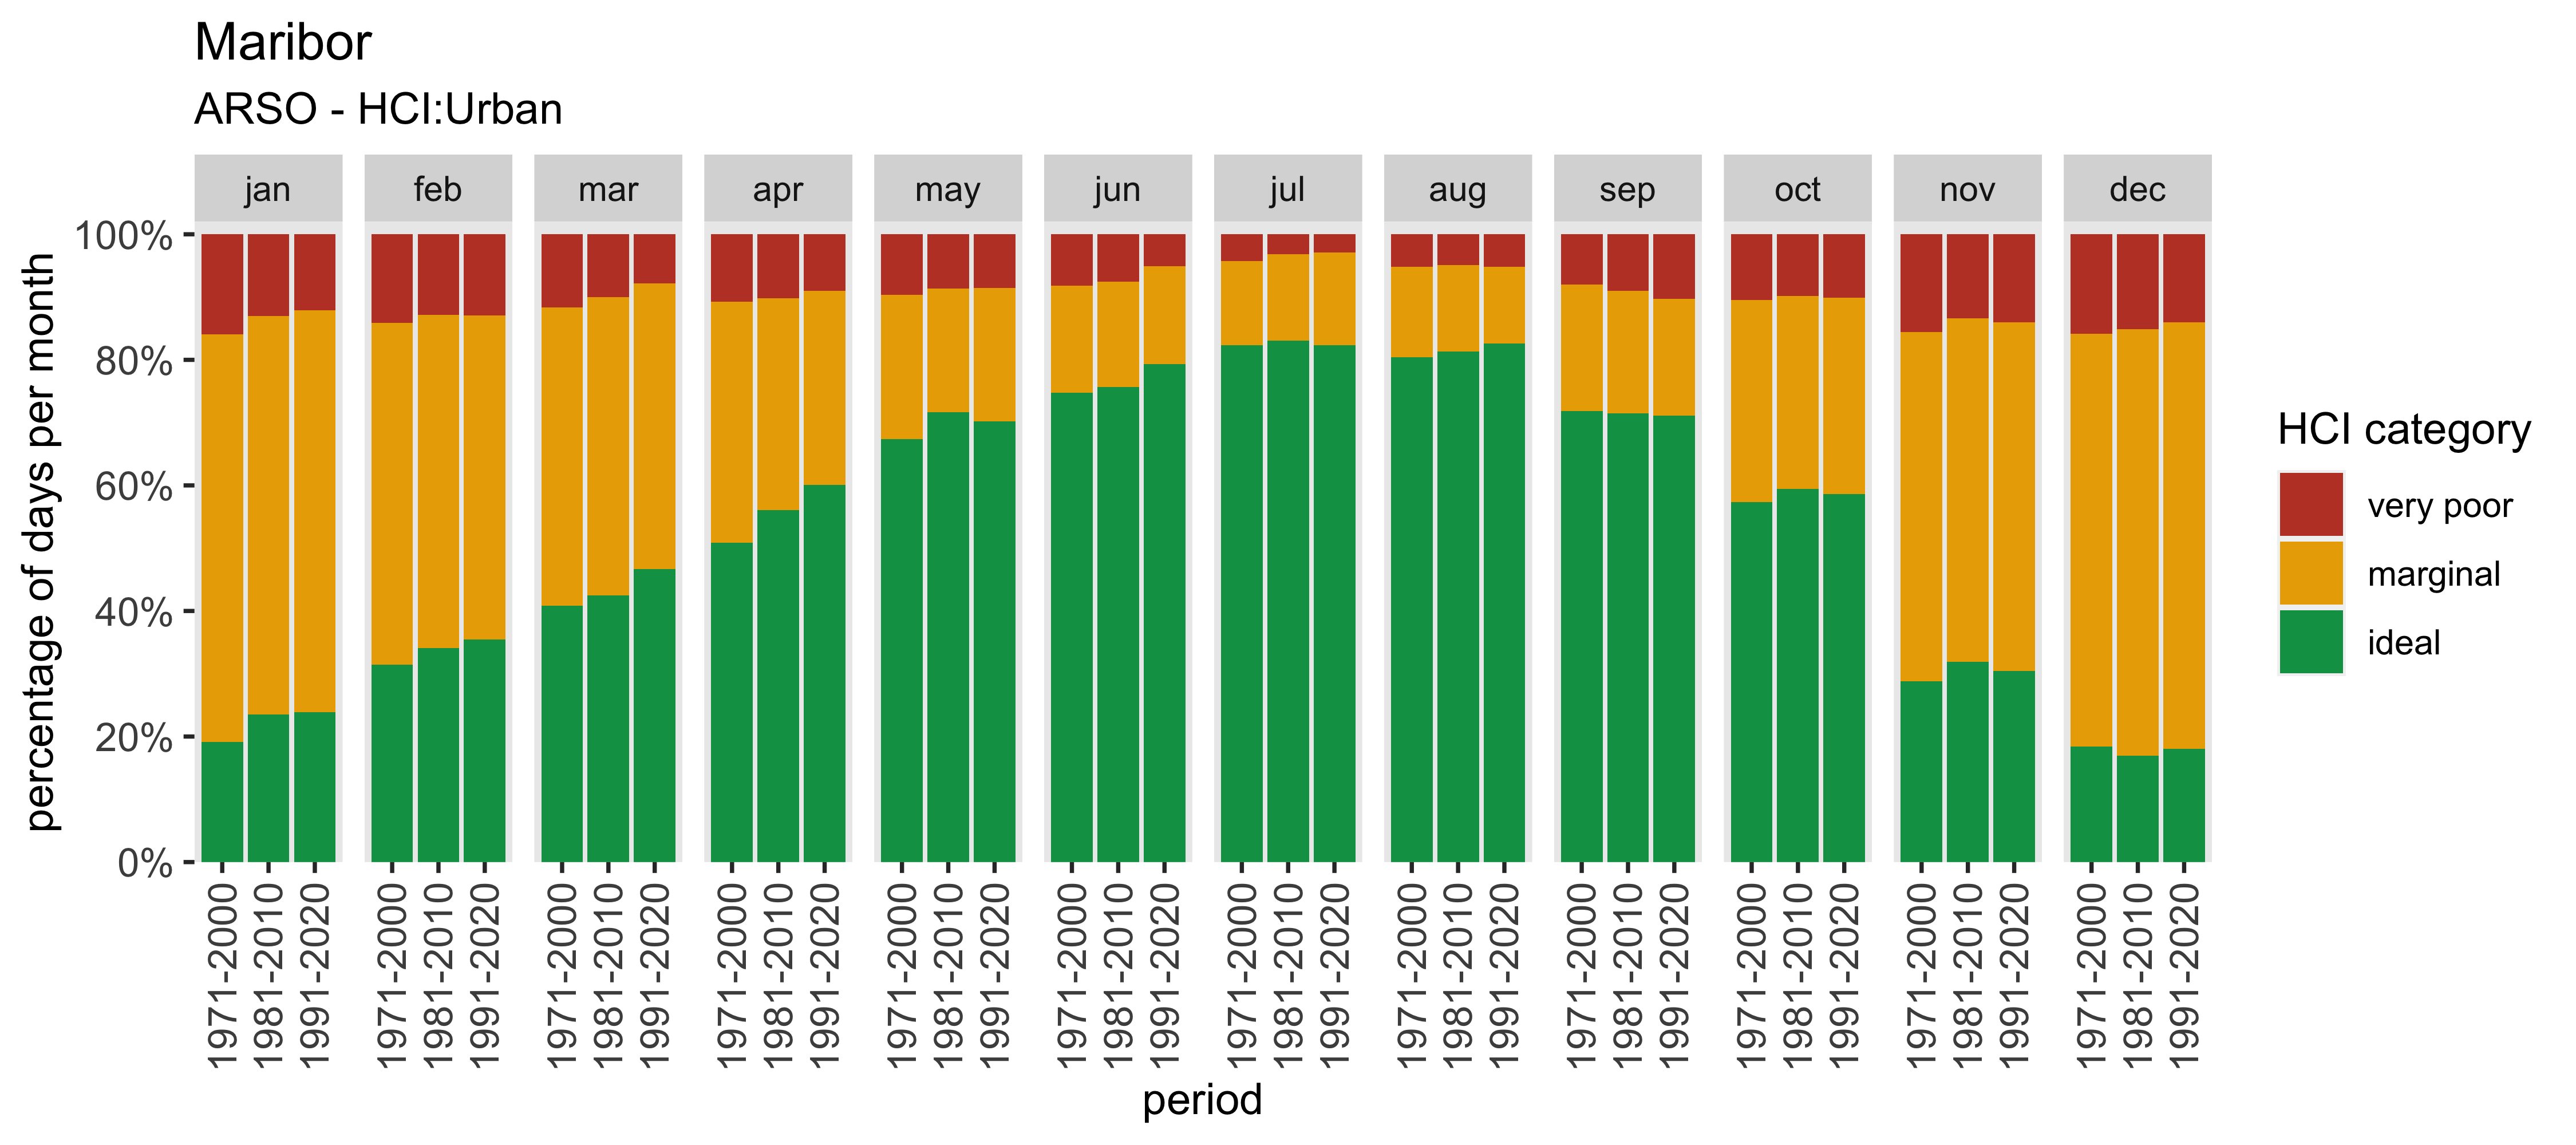 Maribor
ARSO - HCI:Urban
jan feb mar apr may jun jul aug sep oct nov dec
percentage of days per month
100%
80%
60%
40%
20%
0%
1971-2000 1981-2010 1991-2020 1971-2000 1981-2010 1991-2020 1971-2000 1981-2010 1991-2020 1971-2000 1981-2010 1991-2020 1971-2000 1981-2010 1991-2020 1971-2000 1981-2010 1991-2020 1971-2000 1981-2010 1991-2020 1971-2000 1981-2010 1991-2020 1971-2000 1981-2010 1991-2020 1971-2000 1981-2010 1991-2020 1971-2000 1981-2010 1991-2020 1971-2000 1981-2010 1991-2020
period
HCI category
very poor
marginal
ideal